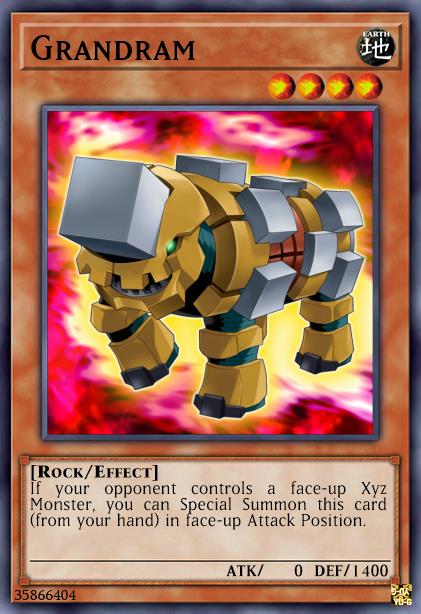 GRANDRAM
EARTH
地
[ROCK/EFFECT]
If your opponent controls a face-up Xyz
Monster, you can Special Summon this card
(from your hand) in face-up Attack Position.
ATK/ 0 DEF/1400
35866404